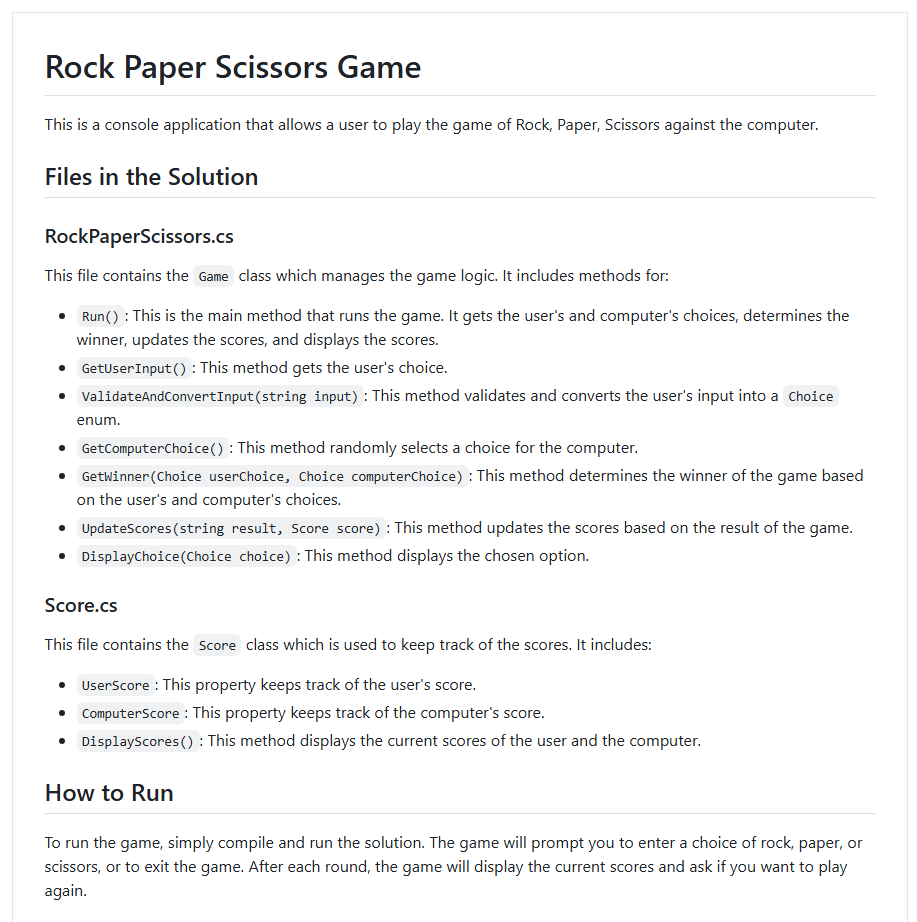 Rock Paper Scissors Game
This is a console application that allows a user to play the game of Rock, Paper, Scissors against the computer.
Files in the Solution
RockPaperScissors.cs
This file contains the Game class which manages the game logic. It includes methods for:
• Run() : This is the main method that runs the game. It gets the user's and computer's choices, determines the
winner, updates the scores, and displays the scores.
• GetUserInput() : This method gets the user's choice.
• ValidateAndConvertInput(string input) : This method validates and converts the user's input into a Choice
enum.
• GetComputerChoice() : This method randomly selects a choice for the computer.
• GetWinner(Choice userChoice, Choice computerChoice) : This method determines the winner of the game based
on the user's and computer's choices.
• UpdateScores(string result, Score score) : This method updates the scores based on the result of the game.
• DisplayChoice(Choice choice) : This method displays the chosen option.
Score.cs
This file contains the Score class which is used to keep track of the scores. It includes:
• UserScore : This property keeps track of the user's score.
• ComputerScore : This property keeps track of the computer's score.
• DisplayScores() : This method displays the current scores of the user and the computer.
How to Run
To run the game, simply compile and run the solution. The game will prompt you to enter a choice of rock, paper, or
scissors, or to exit the game. After each round, the game will display the current scores and ask if you want to play
again.